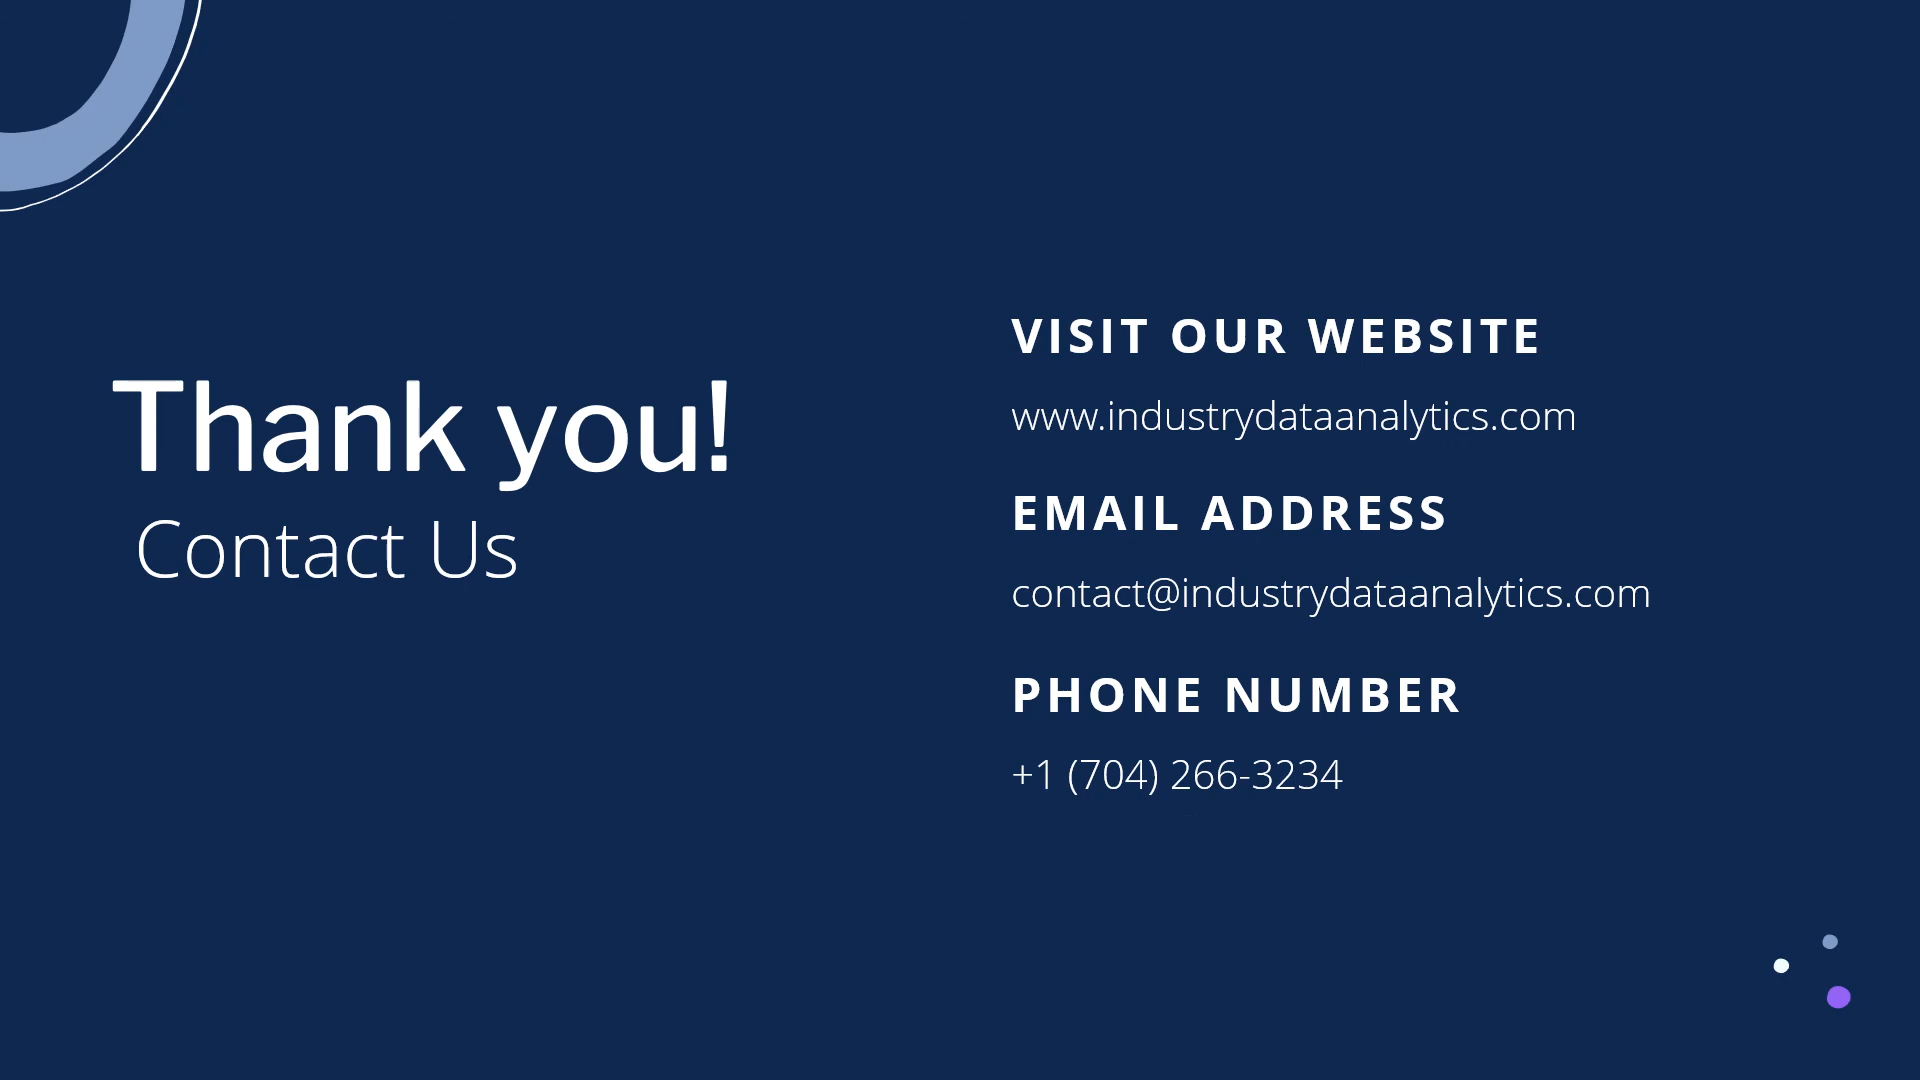 Thank you!
Contact Us
VISIT OUR WEBSITE
www.industrydataanalytics.com
EMAIL ADDRESS
contact@industrydataanalytics.com
PHONE NUMBER
+1 (704) 266-3234